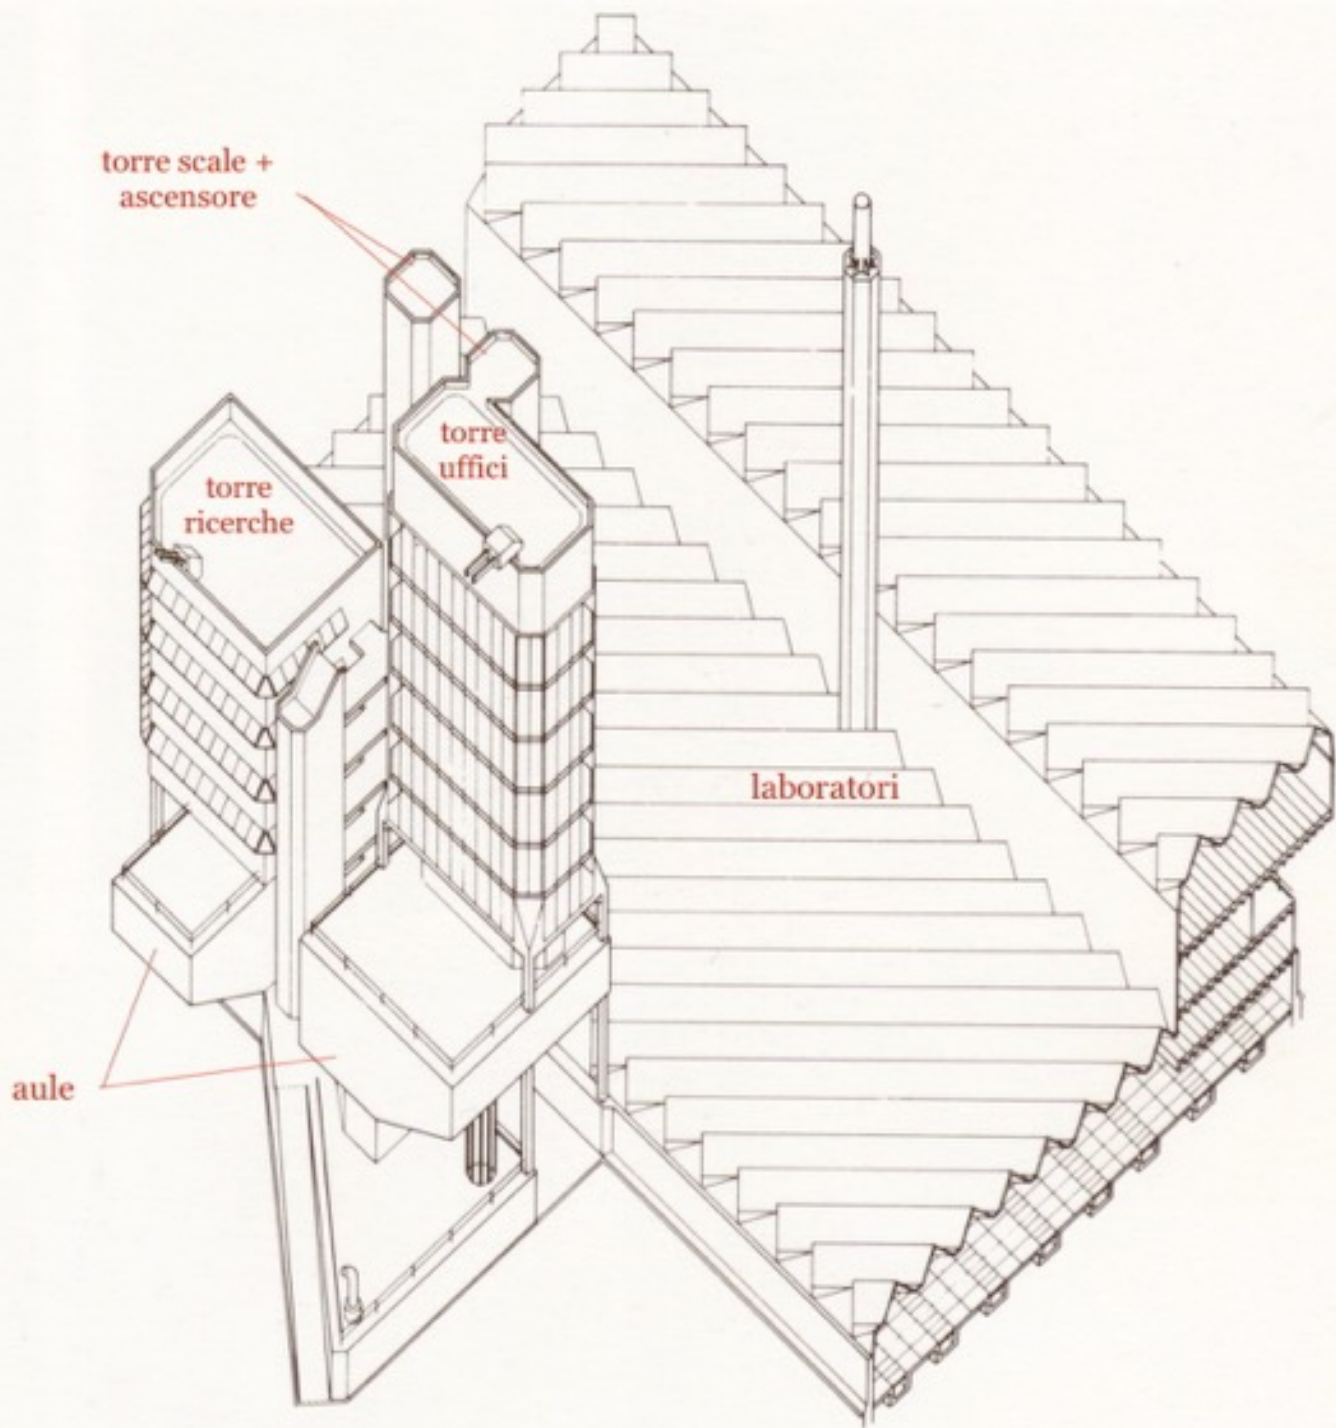 torre scale +
ascensore
torre
uffici
torre
ricerche
laboratori
aule